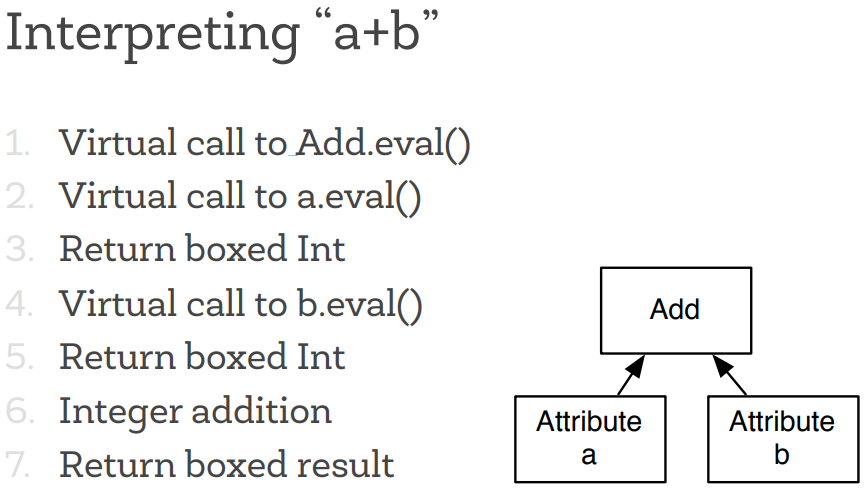 Interpreting “a+b”
1. Virtual call to Add.eval()
2. Virtual call to a.eval()
3. Return boxed Int
4. Virtual call to b.eval()
5. Return boxed Int
6. Integer addition
7. Return boxed result
Add
Attribute
a
Attribute
b